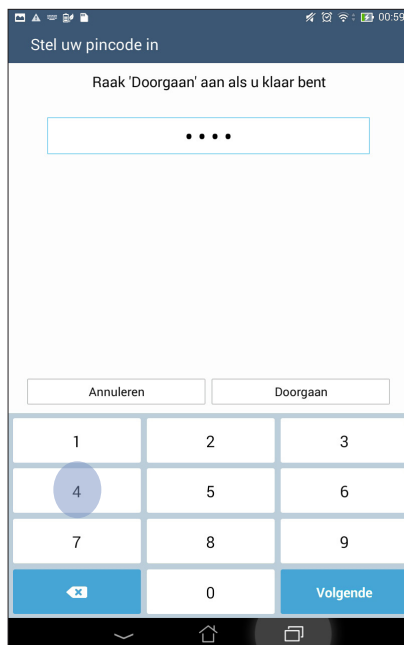 00:59
Stel uw pincode in
Raak 'Doorgaan' aan als u klaar bent
••••
Annuleren Doorgaan
1 2 3
4 5 6
7 8 9
0 Volgende